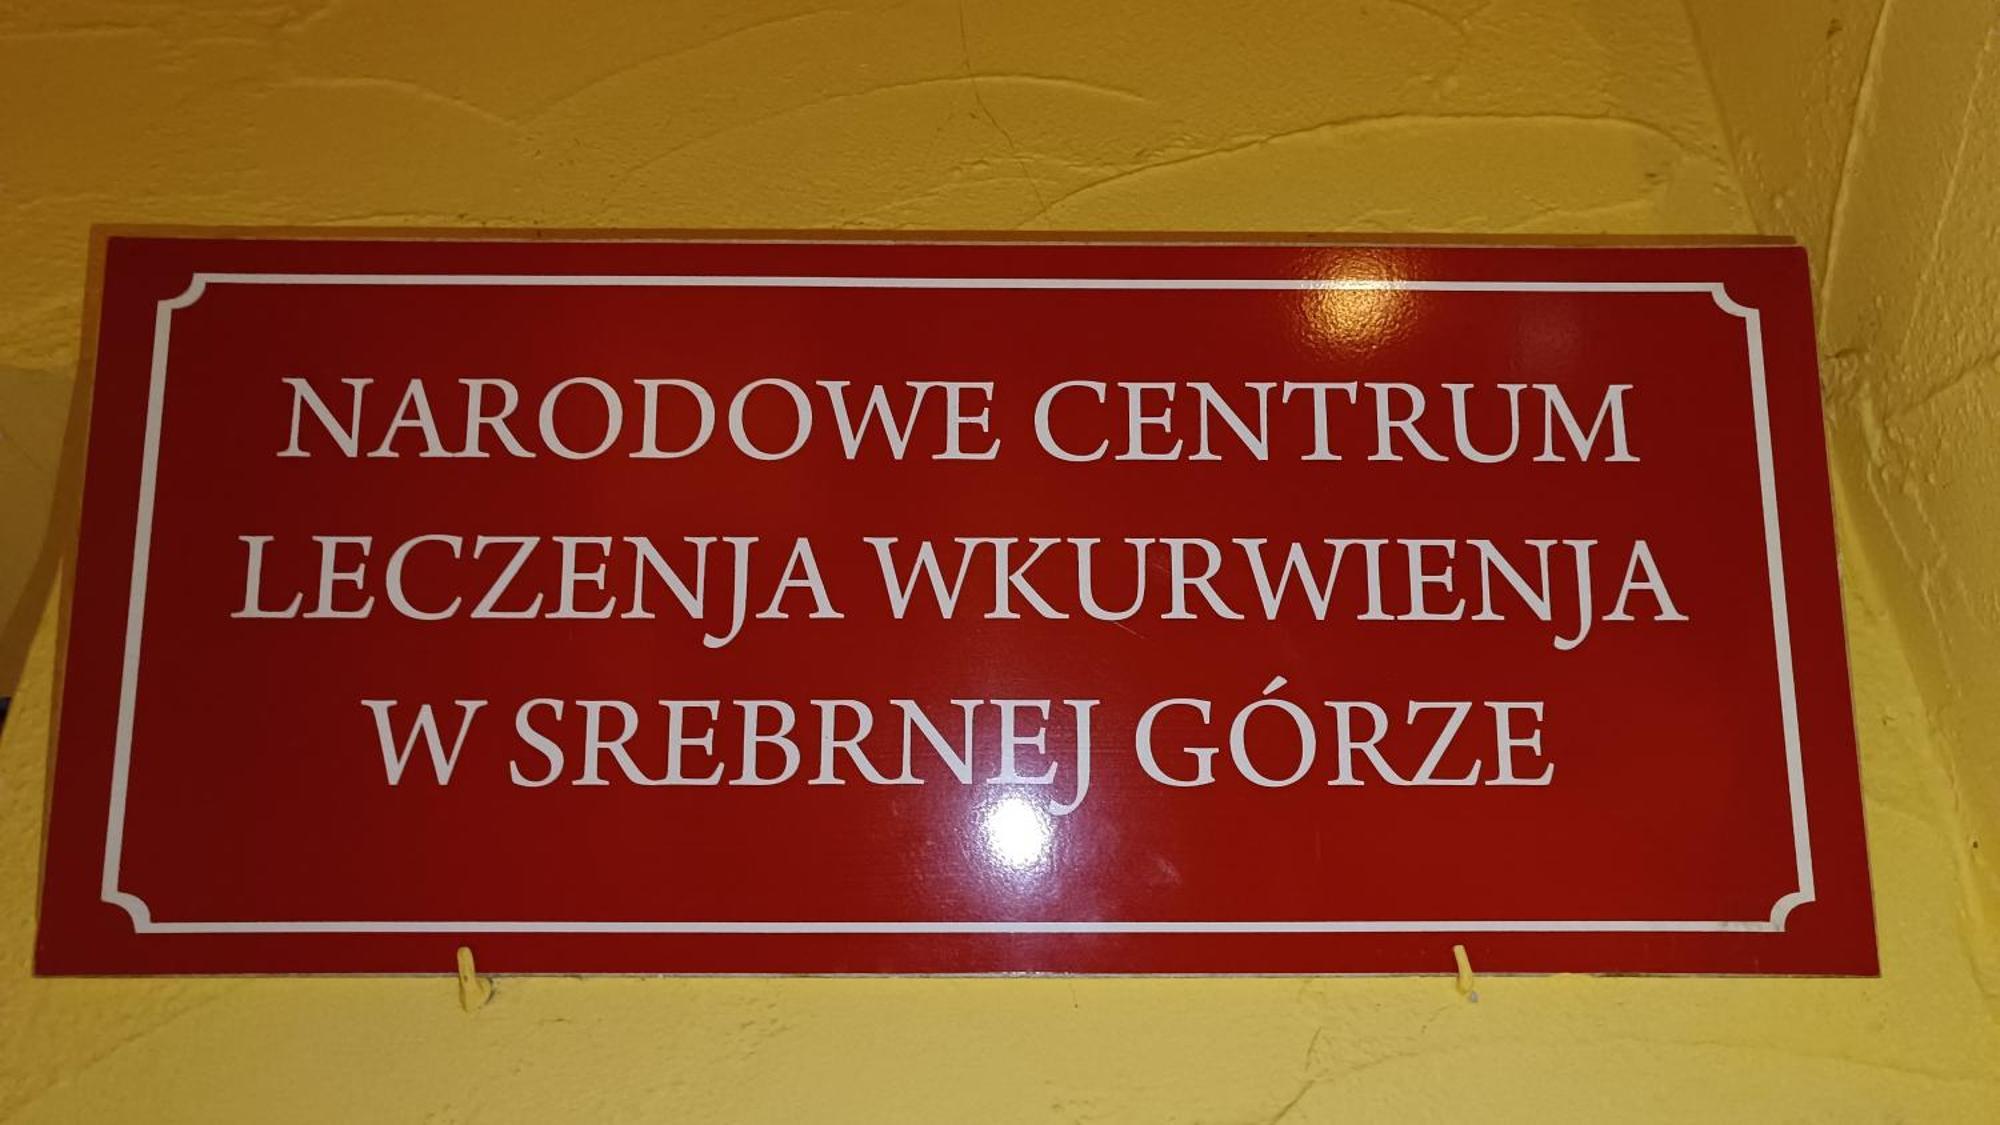 NARODOWE CENTRUM
LECZENJA WKURWIENJA
W SREBRNEJ GÓRZE